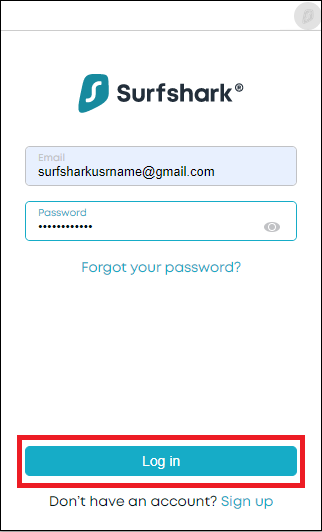 Surfshark®
Email
surfsharkusrname@gmail.com
Password
••••••••••••
Forgot your password?
Log in
Don't have an account? Sign up